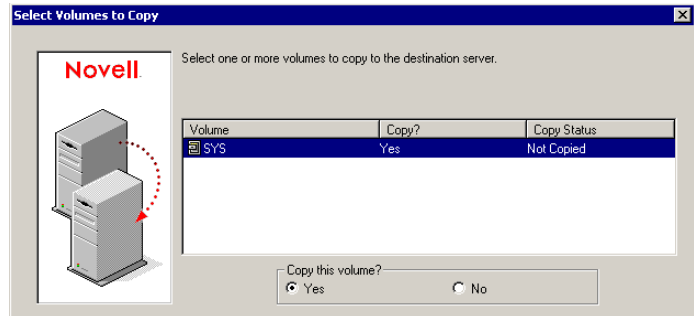 Select Volumes to Copy
Novell.
Select one or more volumes to copy to the destination server.
Volume Copy? Copy Status
SYS Yes Not Copied
Copy this volume?
Yes No